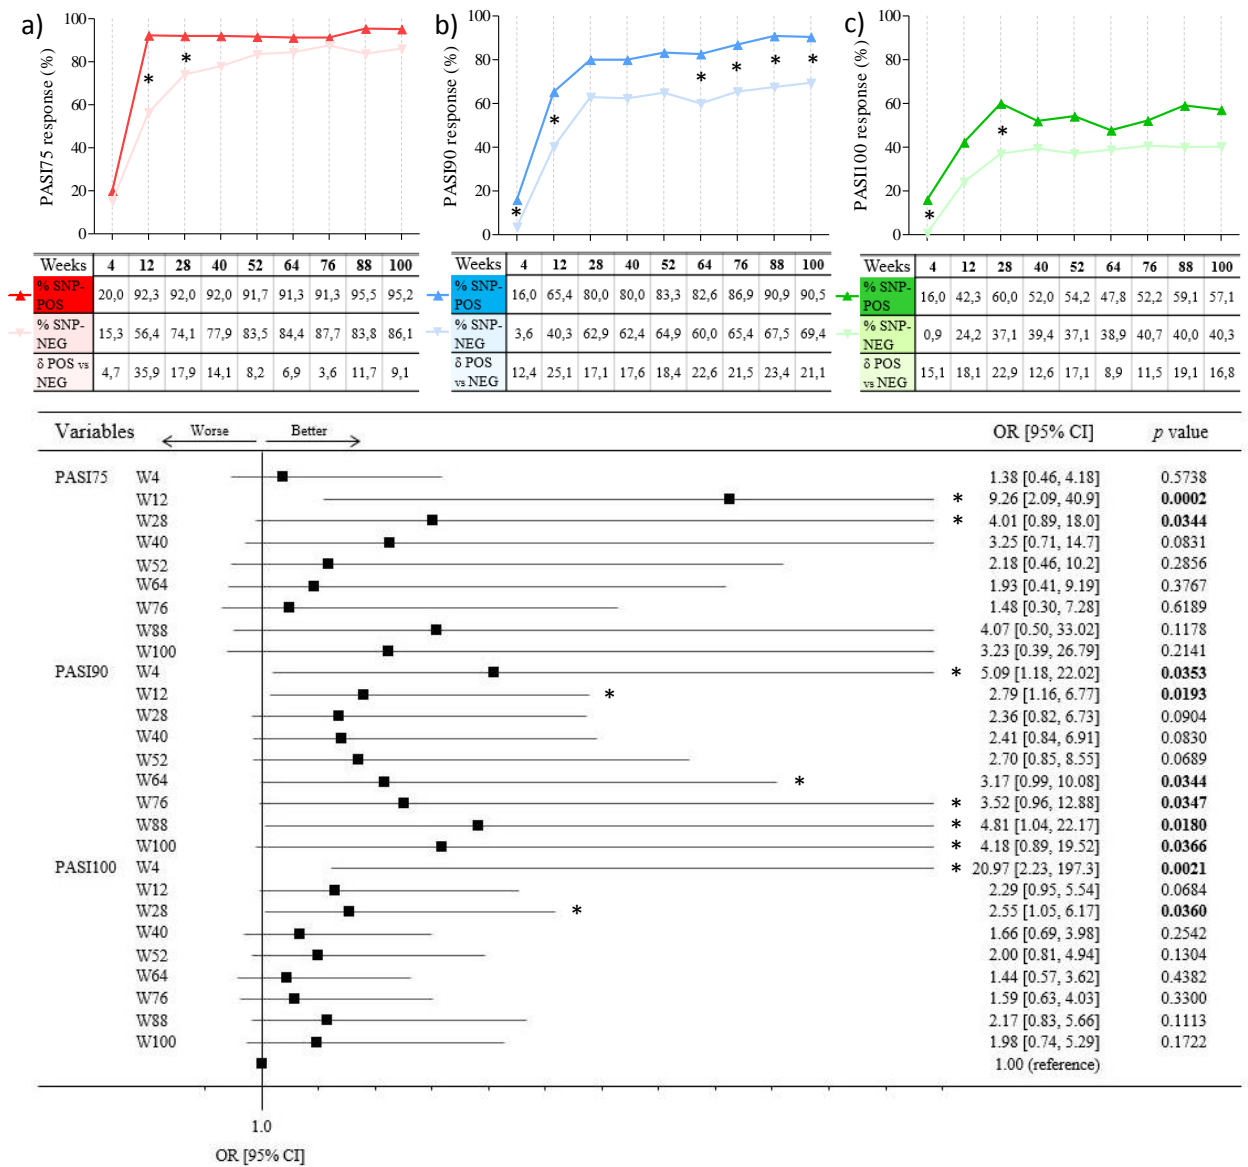 a)
PASI75 response (%)
100
80
60
40
20
0
*
*
b)
PASI90 response (%)
100
80
60
40
20
0
*
*
*
*
*
*
c)
PASI100 response (%)
100
80
60
40
20
0
*
*
Weeks 4 12 28 40 52 64 76 88 100
% SNP-POS 20,0 92,3 92,0 92,0 91,7 91,3 91,3 95,5 95,2
% SNP-NEG 15,3 56,4 74,1 77,9 83,5 84,4 87,7 83,8 86,1
δ POS vs NEG 4,7 35,9 17,9 14,1 8,2 6,9 3,6 11,7 9,1
Weeks 4 12 28 40 52 64 76 88 100
% SNP-POS 16,0 65,4 80,0 80,0 83,3 82,6 86,9 90,9 90,5
% SNP-NEG 3,6 40,3 62,9 62,4 64,9 60,0 65,4 67,5 69,4
δ POS vs NEG 12,4 25,1 17,1 17,6 18,4 22,6 21,5 23,4 21,1
Weeks 4 12 28 40 52 64 76 88 100
% SNP-POS 16,0 42,3 60,0 52,0 54,2 47,8 52,2 59,1 57,1
% SNP-NEG 0,9 24,2 37,1 39,4 37,1 38,9 40,7 40,0 40,3
δ POS vs NEG 15,1 18,1 22,9 12,6 17,1 8,9 11,5 19,1 16,8
Variables Worse Better OR [95% CI] p value
PASI75 W4 1.38 [0.46, 4.18] 0.5738
W12 * 9.26 [2.09, 40.9] 0.0002
W28 * 4.01 [0.89, 18.0] 0.0344
W40 3.25 [0.71, 14.7] 0.0831
W52 2.18 [0.46, 10.2] 0.2856
W64 1.93 [0.41, 9.19] 0.3767
W76 1.48 [0.30, 7.28] 0.6189
W88 4.07 [0.50, 33.02] 0.1178
W100 3.23 [0.39, 26.79] 0.2141
PASI90 W4 * 5.09 [1.18, 22.02] 0.0353
W12 * 2.79 [1.16, 6.77] 0.0193
W28 2.36 [0.82, 6.73] 0.0904
W40 2.41 [0.84, 6.91] 0.0830
W52 2.70 [0.85, 8.55] 0.0689
W64 * 3.17 [0.99, 10.08] 0.0344
W76 * 3.52 [0.96, 12.88] 0.0347
W88 * 4.81 [1.04, 22.17] 0.0180
W100 * 4.18 [0.89, 19.52] 0.0366
PASI100 W4 * 20.97 [2.23, 197.3] 0.0021
W12 2.29 [0.95, 5.54] 0.0684
W28 * 2.55 [1.05, 6.17] 0.0360
W40 1.66 [0.69, 3.98] 0.2542
W52 2.00 [0.81, 4.94] 0.1304
W64 1.44 [0.57, 3.62] 0.4382
W76 1.59 [0.63, 4.03] 0.3300
W88 2.17 [0.83, 5.66] 0.1113
W100 1.98 [0.74, 5.29] 0.1722
1.00 (reference)
1.0
OR [95% CI]